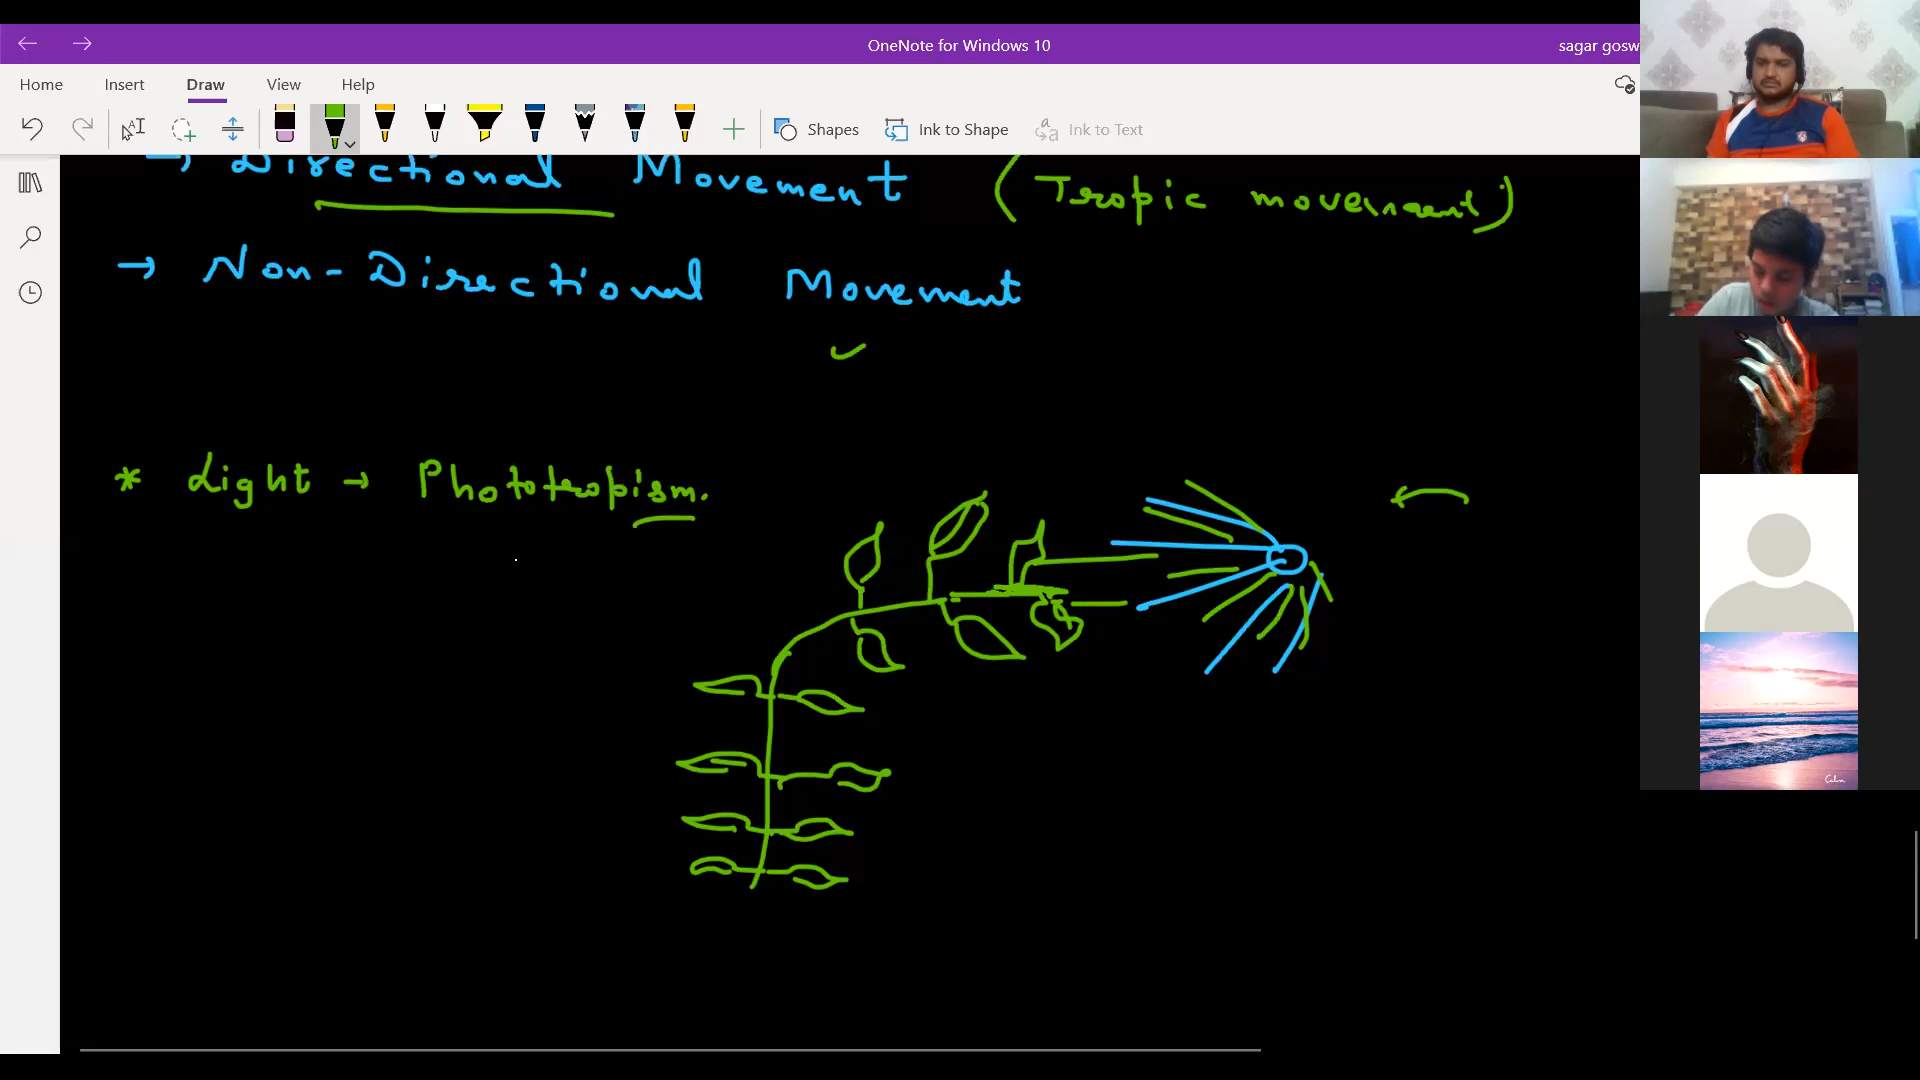 OneNote for Windows 10
sagar gosw
Home Insert Draw View Help
Shapes Ink to Shape Ink to Text
→ Directional Movement (Tropic movement)
→ Non-Directional Movement
* Light → Phototropism.